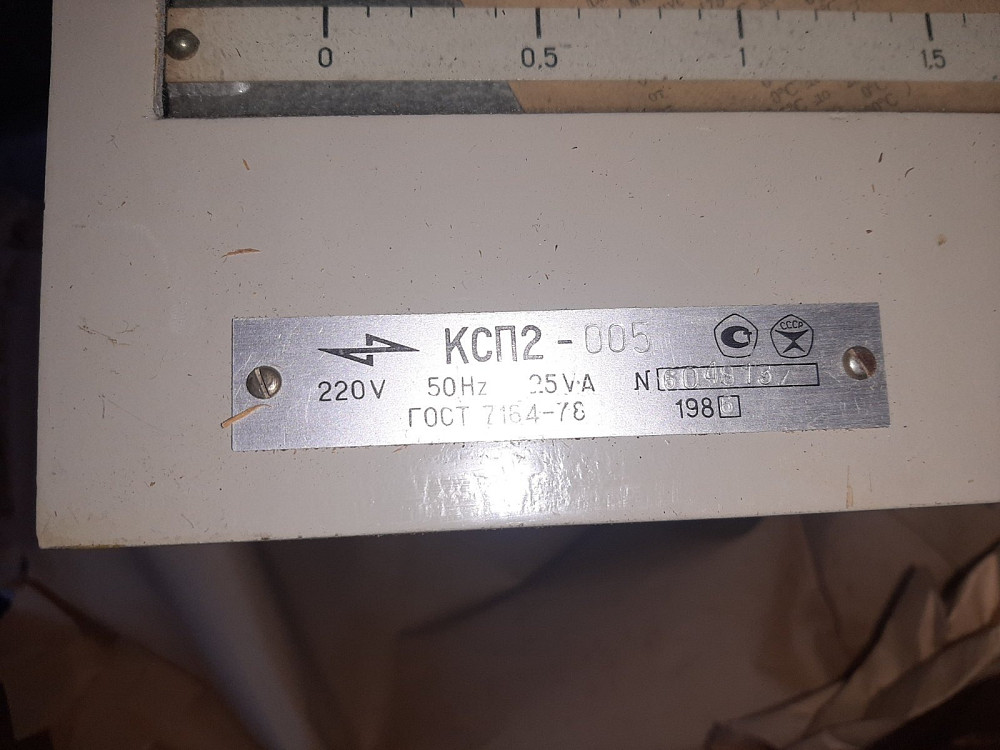 0 0,5 1 1,5
КСП2-005
СССР
220V 50Hz 25V·A N
ГОСТ 7164-78 198